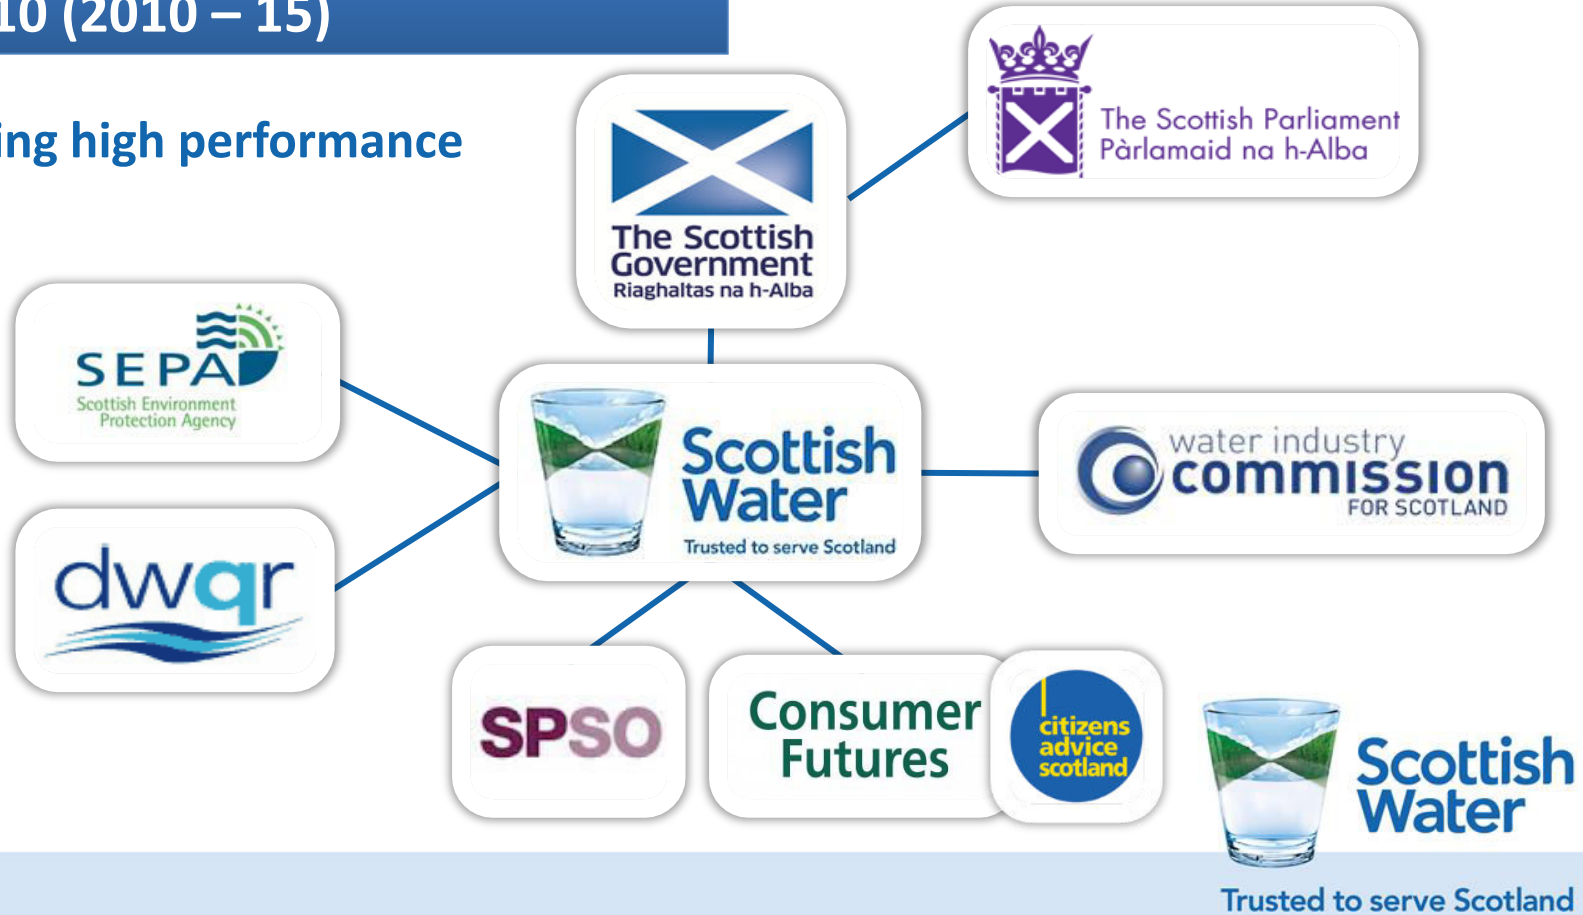 10 (2010 – 15)
ing high performance
The Scottish Parliament
Pàrlamaid na h-Alba
The Scottish
Government
Riaghaltas na h-Alba
SEPA
Scottish Environment
Protection Agency
Scottish
Water
Trusted to serve Scotland
water industry
commission
FOR SCOTLAND
dwqr
SPSO
Consumer
Futures
citizens
advice
scotland
Scottish
Water
Trusted to serve Scotland